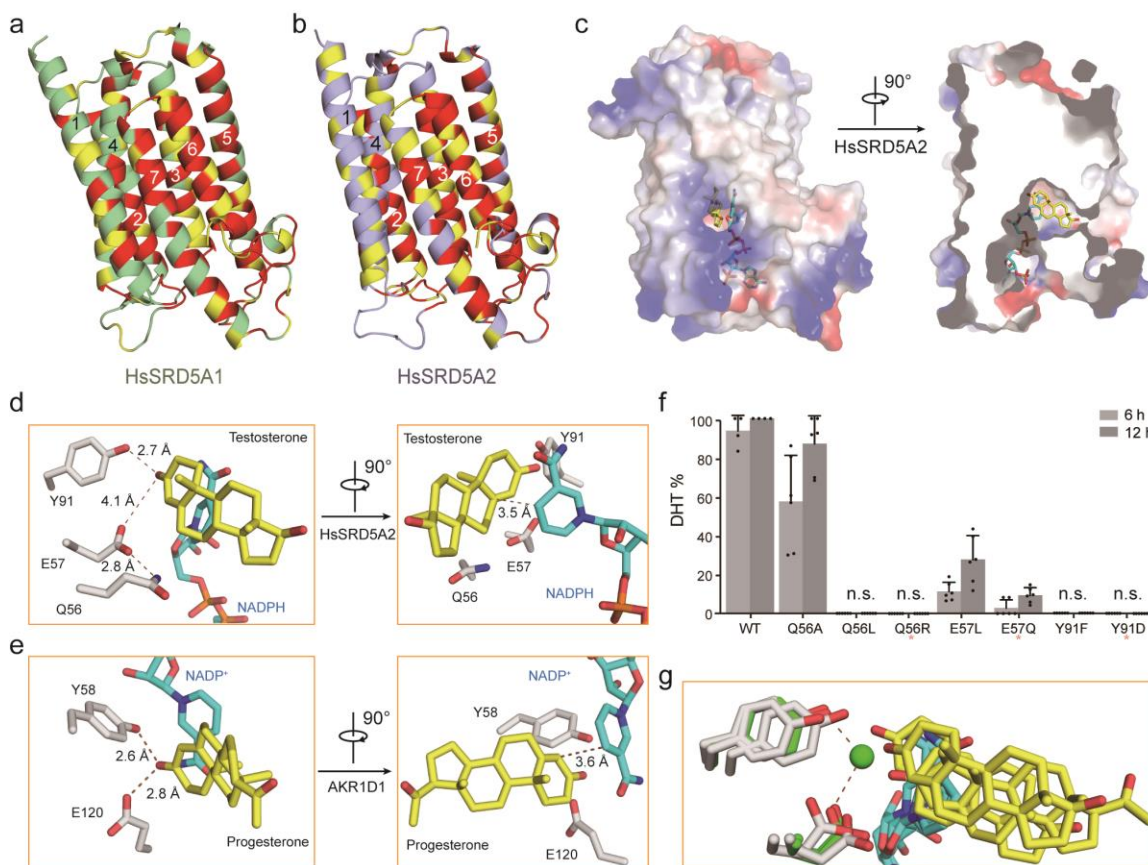 a
b
c
1
4
7
3
6
5
2
1
4
7
3
6
5
2
HsSRD5A1
HsSRD5A2
90°
HsSRD5A2
d
Testosterone
2.7 Å
Y91
4.1 Å
E57
2.8 Å
Q56
NADPH
90°
HsSRD5A2
Testosterone
Y91
3.5 Å
E57
Q56
NADPH
e
NADP⁺
Y58
2.6 Å
2.8 Å
E120
Progesterone
90°
AKR1D1
NADP⁺
Y58
3.6 Å
Progesterone
E120
f
6 h
12 h
DHT %
100
80
60
40
20
0
n.s. n.s. n.s. n.s.
WT Q56A Q56L Q56R E57L E57Q Y91F Y91D
* * *
g